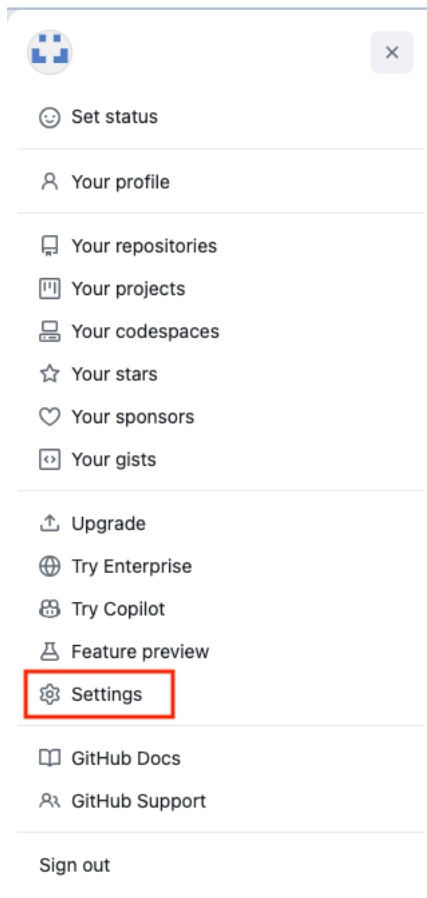 Set status
Your profile
Your repositories
Your projects
Your codespaces
Your stars
Your sponsors
Your gists
Upgrade
Try Enterprise
Try Copilot
Feature preview
Settings
GitHub Docs
GitHub Support
Sign out